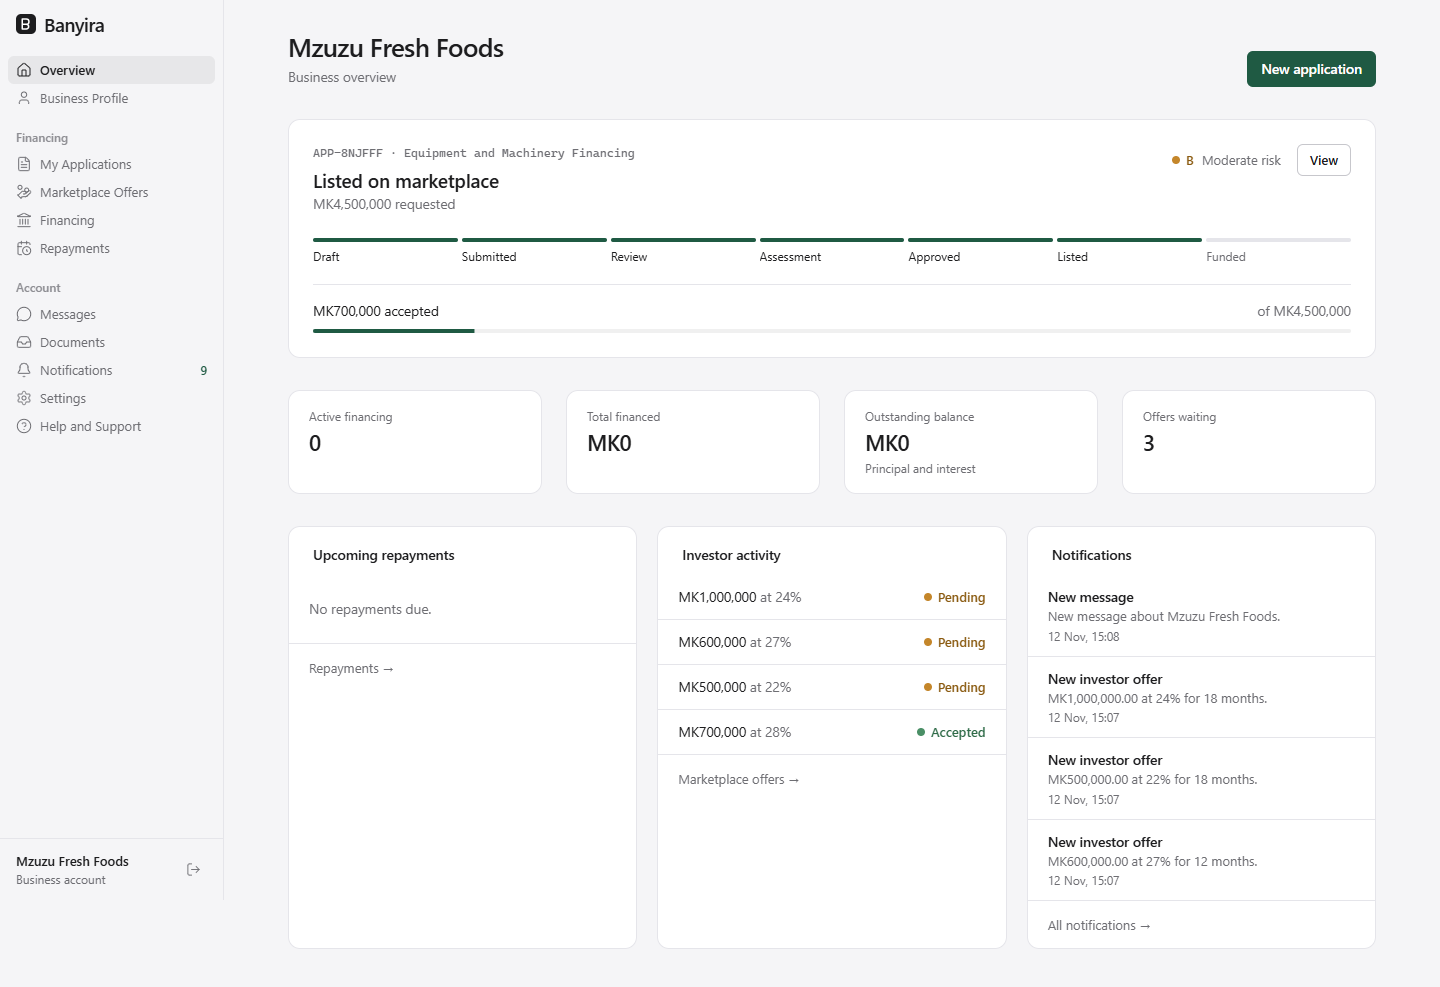 B Banyira
Overview
Business Profile
Financing
My Applications
Marketplace Offers
Financing
Repayments
Account
Messages
Documents
Notifications 9
Settings
Help and Support
Mzuzu Fresh Foods
Business account
Mzuzu Fresh Foods
Business overview
New application
APP-8NJFFF · Equipment and Machinery Financing
Listed on marketplace
MK4,500,000 requested
B Moderate risk
View
Draft Submitted Review Assessment Approved Listed Funded
MK700,000 accepted of MK4,500,000
Active financing
0
Total financed
MK0
Outstanding balance
MK0
Principal and interest
Offers waiting
3
Upcoming repayments
No repayments due.
Repayments →
Investor activity
MK1,000,000 at 24% Pending
MK600,000 at 27% Pending
MK500,000 at 22% Pending
MK700,000 at 28% Accepted
Marketplace offers →
Notifications
New message
New message about Mzuzu Fresh Foods.
12 Nov, 15:08
New investor offer
MK1,000,000.00 at 24% for 18 months.
12 Nov, 15:07
New investor offer
MK500,000.00 at 22% for 18 months.
12 Nov, 15:07
New investor offer
MK600,000.00 at 27% for 12 months.
12 Nov, 15:07
All notifications →